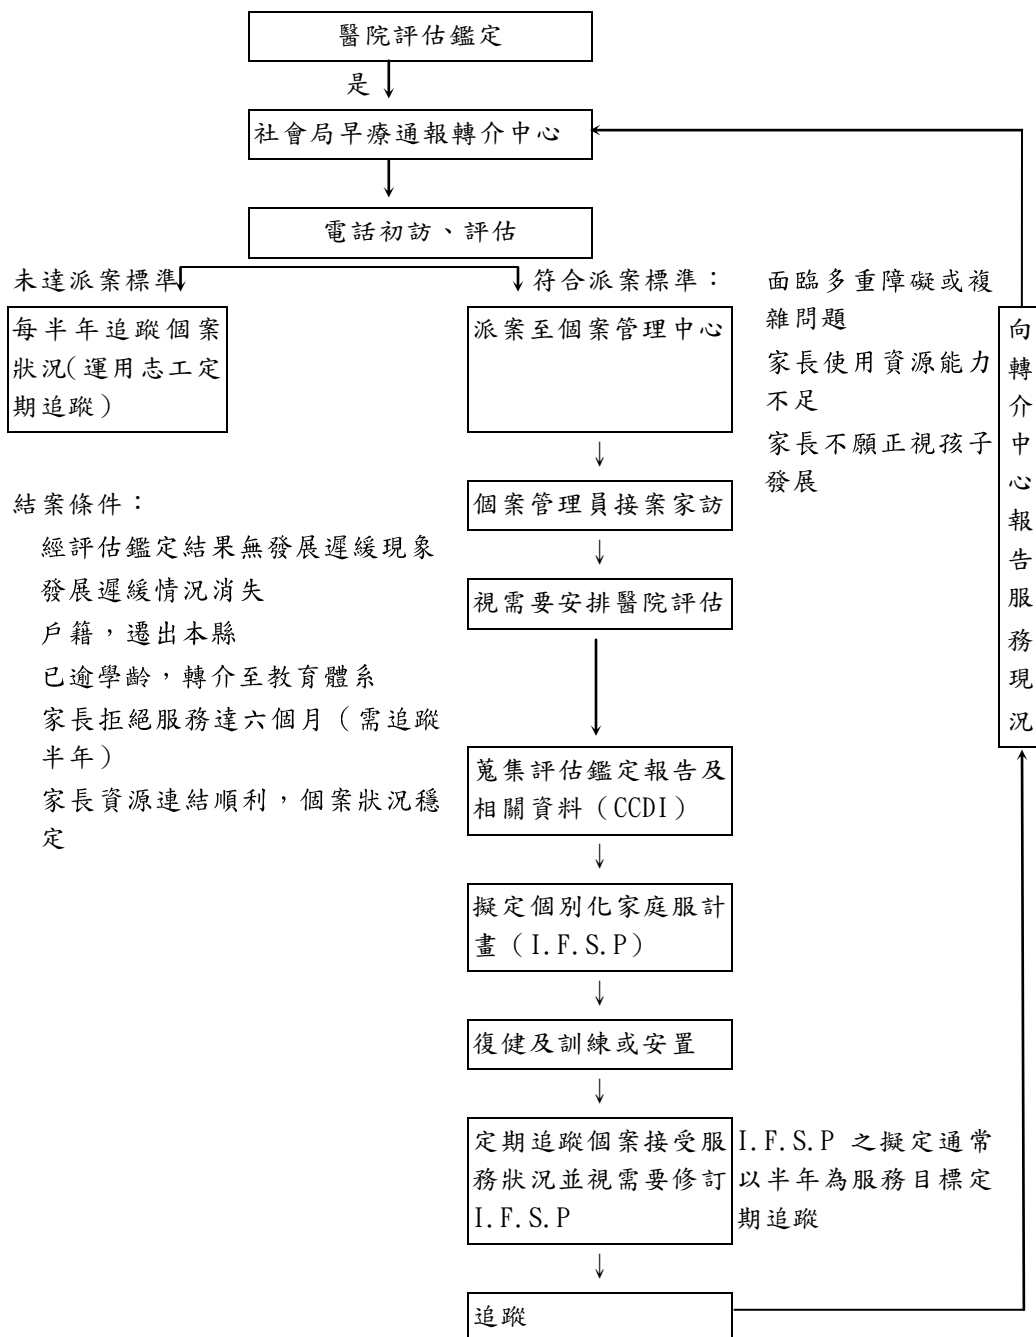 醫院評估鑑定
是
社會局早療通報轉介中心
電話初訪、評估
未達派案標準
每半年追蹤個案
狀況(運用志工定
期追蹤)
符合派案標準：
派案至個案管理中心
面臨多重障礙或複
雜問題
家長使用資源能力
不足
家長不願正視孩子
發展
向
轉
介
中
心
報
告
服
務
現
況
個案管理員接案家訪
視需要安排醫院評估
結案條件：
經評估鑑定結果無發展遲緩現象
發展遲緩情況消失
戶籍，遷出本縣
已逾學齡，轉介至教育體系
家長拒絕服務達六個月（需追蹤
半年）
家長資源連結順利，個案狀況穩
定
蒐集評估鑑定報告及
相關資料（CCDI）
擬定個別化家庭服計
畫（I.F.S.P）
復健及訓練或安置
定期追蹤個案接受服
務狀況並視需要修訂
I.F.S.P
I.F.S.P 之擬定通常
以半年為服務目標定
期追蹤
追蹤